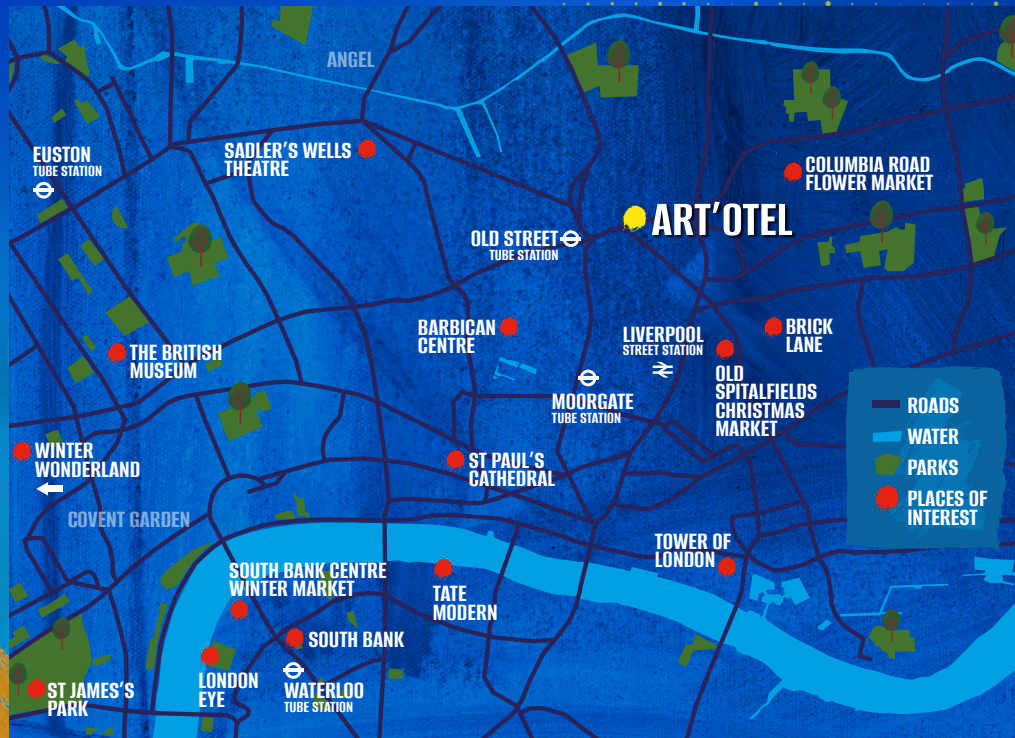 ANGEL
EUSTON
TUBE STATION
SADLER'S WELLS
THEATRE
COLUMBIA ROAD
FLOWER MARKET
ART'OTEL
OLD STREET
TUBE STATION
BARBICAN
CENTRE
LIVERPOOL
STREET STATION
BRICK
LANE
THE BRITISH
MUSEUM
OLD
SPITALFIELDS
CHRISTMAS
MARKET
MOORGATE
TUBE STATION
ROADS
WATER
PARKS
PLACES OF
INTEREST
WINTER
WONDERLAND
ST PAUL'S
CATHEDRAL
COVENT GARDEN
TOWER OF
LONDON
SOUTH BANK CENTRE
WINTER MARKET
TATE
MODERN
SOUTH BANK
LONDON
EYE
WATERLOO
TUBE STATION
ST JAMES'S
PARK